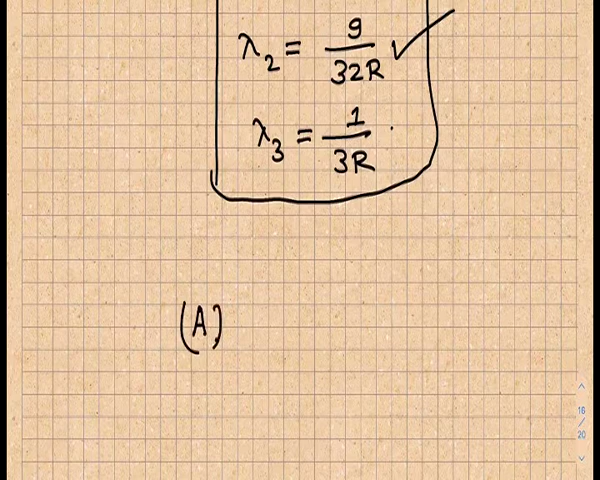 λ₂ = 9/32R ✓
λ₃ = 1/3R
(A)
16
/
20